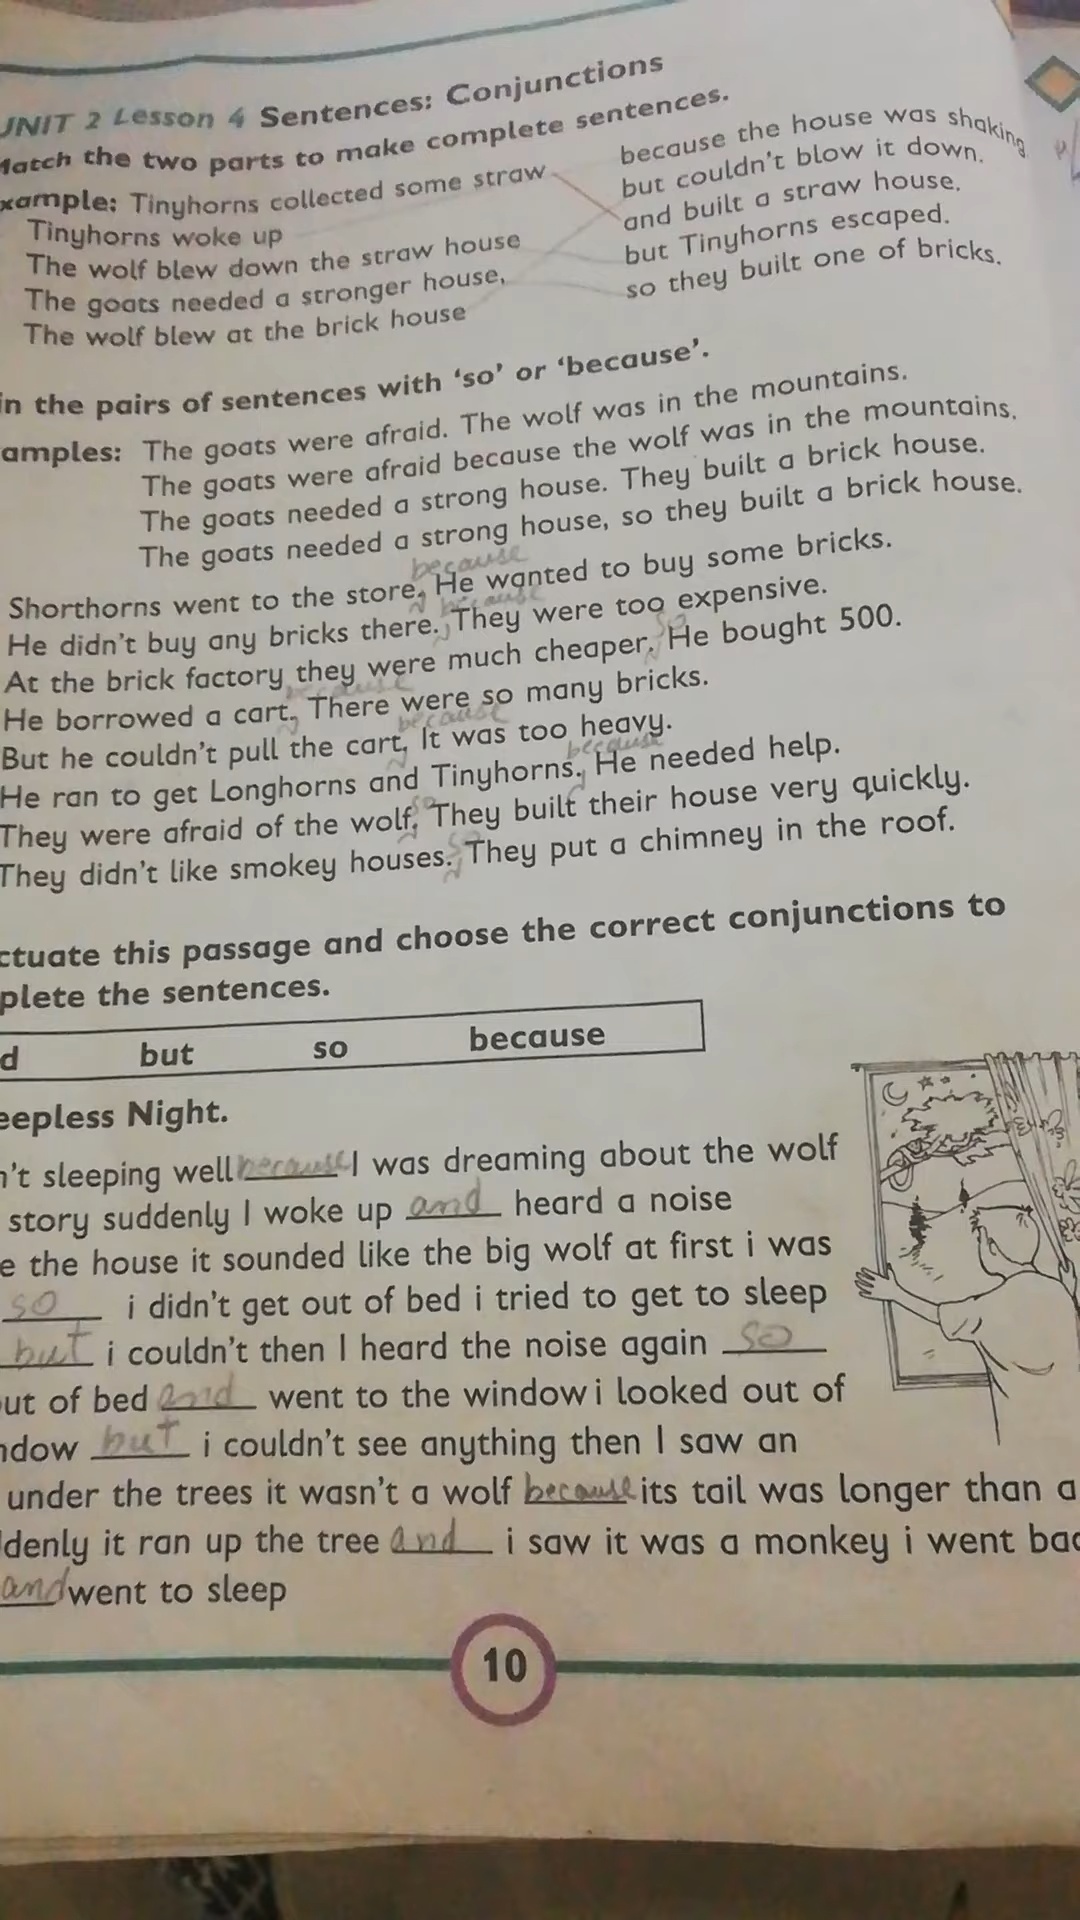 UNIT 2 Lesson 4 Sentences: Conjunctions
Match the two parts to make complete sentences.
xample: Tinyhorns collected some straw because the house was shaking
Tinyhorns woke up but couldn't blow it down.
The wolf blew down the straw house and built a straw house.
The goats needed a stronger house, but Tinyhorns escaped.
The wolf blew at the brick house so they built one of bricks.
in the pairs of sentences with 'so' or 'because'.
amples: The goats were afraid. The wolf was in the mountains.
The goats were afraid because the wolf was in the mountains.
The goats needed a strong house. They built a brick house.
The goats needed a strong house, so they built a brick house.
because
Shorthorns went to the store. He wanted to buy some bricks.
because
He didn't buy any bricks there. They were too expensive.
so
At the brick factory they were much cheaper. He bought 500.
because
He borrowed a cart. There were so many bricks.
because
But he couldn't pull the cart. It was too heavy.
because
He ran to get Longhorns and Tinyhorns. He needed help.
so
They were afraid of the wolf. They built their house very quickly.
so
They didn't like smokey houses. They put a chimney in the roof.
ctuate this passage and choose the correct conjunctions to
plete the sentences.
d but so because
eepless Night.
n't sleeping well because I was dreaming about the wolf
story suddenly I woke up and heard a noise
e the house it sounded like the big wolf at first i was
so i didn't get out of bed i tried to get to sleep
but i couldn't then I heard the noise again so
out of bed and went to the window i looked out of
ndow but i couldn't see anything then I saw an
under the trees it wasn't a wolf because its tail was longer than a
ddenly it ran up the tree and i saw it was a monkey i went bac
and went to sleep
10